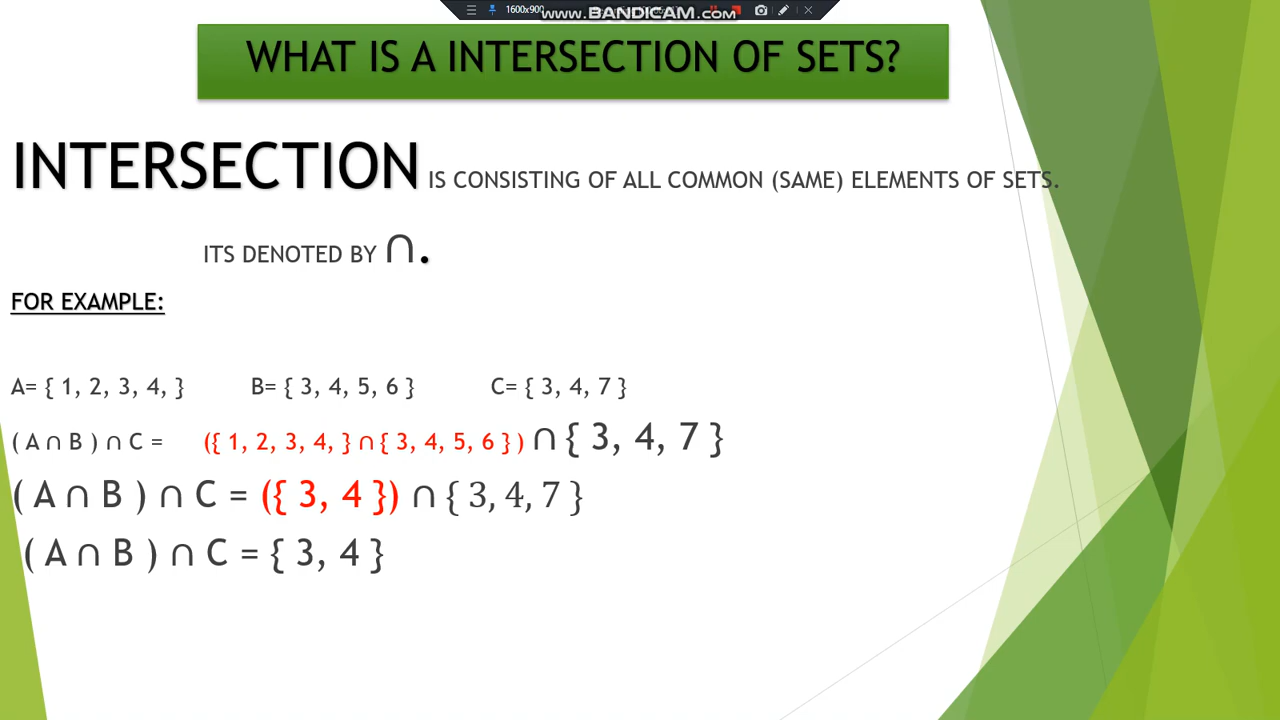 1600x900
www.BANDICAM.com
WHAT IS A INTERSECTION OF SETS?
INTERSECTION IS CONSISTING OF ALL COMMON (SAME) ELEMENTS OF SETS.
ITS DENOTED BY ∩.
FOR EXAMPLE:
A= { 1, 2, 3, 4, } B= { 3, 4, 5, 6 } C= { 3, 4, 7 }
( A ∩ B ) ∩ C = ({ 1, 2, 3, 4, } ∩ { 3, 4, 5, 6 } ) ∩ { 3, 4, 7 }
( A ∩ B ) ∩ C = ({ 3, 4 }) ∩ { 3, 4, 7 }
( A ∩ B ) ∩ C = { 3, 4 }